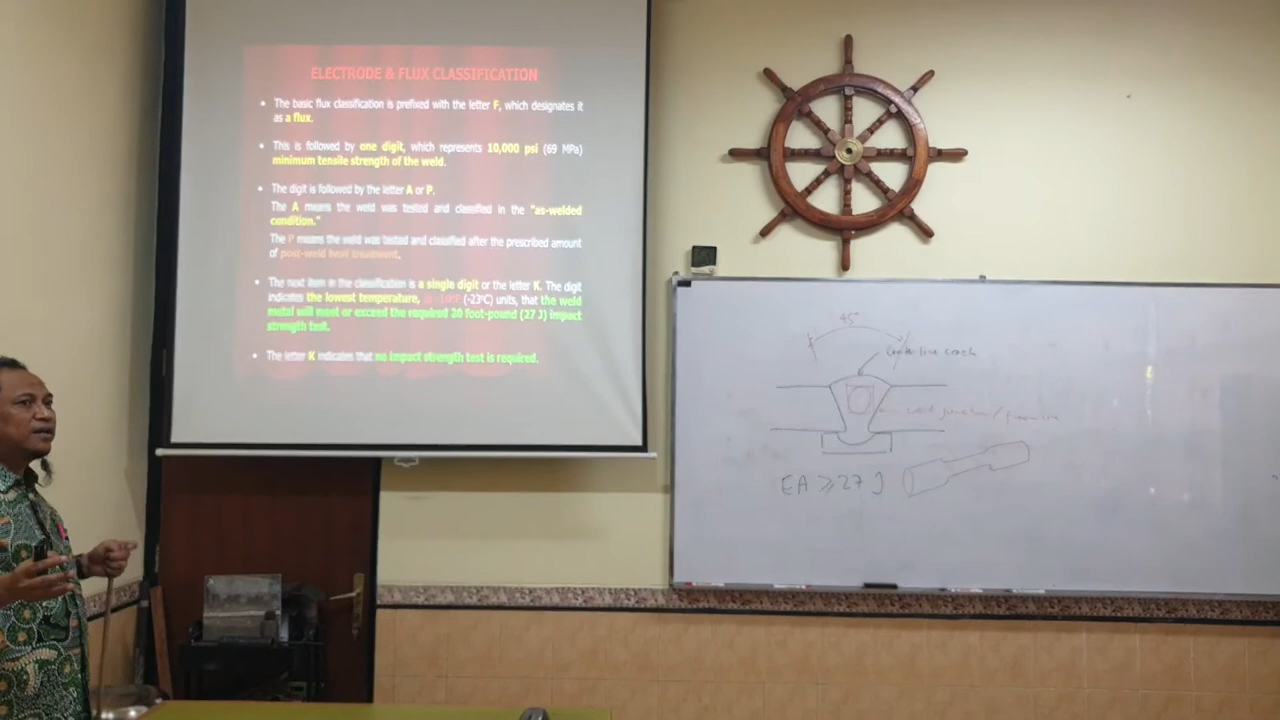 ELECTRODE & FLUX CLASSIFICATION
• The basic flux classification is prefixed with the letter F, which designates it
as a flux.
• This is followed by one digit, which represents 10,000 psi (69 MPa)
minimum tensile strength of the weld.
• The digit is followed by the letter A or P.
The A means the weld was tested and classified in the "as-welded
condition."
The P means the weld was tested and classified after the prescribed amount
of post-weld heat treatment.
• The next item in the classification is a single digit or the letter K. The digit
indicates the lowest temperature, (-23°C) units, that the weld
metal will meet or exceed the required 20 foot-pound (27 J) impact
strength test.
• The letter K indicates that no impact strength test is required.
45°
line crack
EA ≥ 27 J